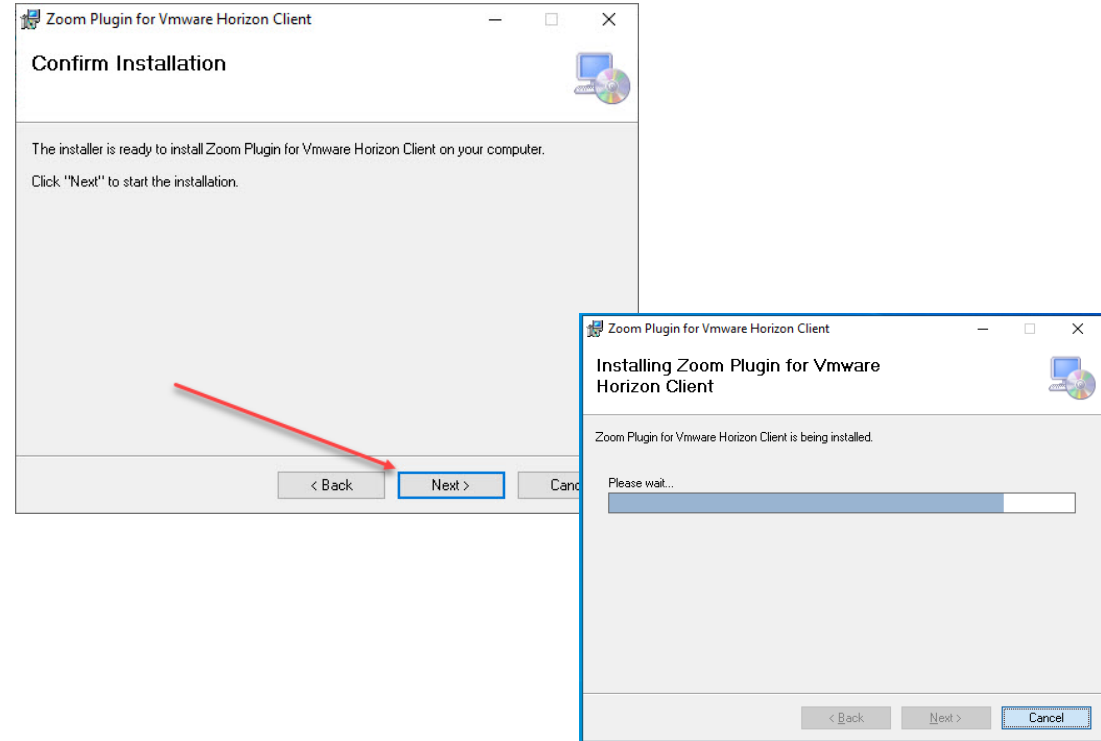 Zoom Plugin for Vmware Horizon Client
Confirm Installation
The installer is ready to install Zoom Plugin for Vmware Horizon Client on your computer.
Click "Next" to start the installation.
< Back
Next >
Zoom Plugin for Vmware Horizon Client
Installing Zoom Plugin for Vmware
Horizon Client
Zoom Plugin for Vmware Horizon Client is being installed.
Please wait...
< Back
Next >
Cancel